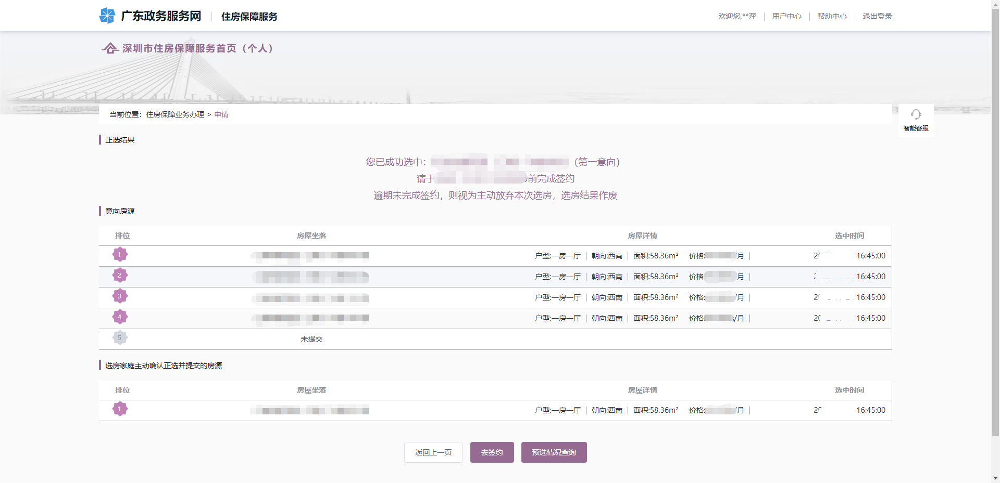 广东政务服务网 住房保障服务 欢迎您,**萍 用户中心 帮助中心 退出登录
深圳市住房保障服务首页（个人）
当前位置：住房保障业务办理 > 申请
智能客服
正选结果
您已成功选中： （第一意向）
请于 前完成签约
逾期未完成签约，则视为主动放弃本次选房，选房结果作废
意向房源
排位 房屋坐落 房屋详情 选中时间
1 户型:一房一厅 朝向:西南 面积:58.36m² 价格: /月 16:45:00
2 户型:一房一厅 朝向:西南 面积:58.36m² 价格: /月 16:45:00
3 户型:一房一厅 朝向:西南 面积:58.36m² 价格: /月 16:45:00
4 户型:一房一厅 朝向:西南 面积:58.36m² 价格: /月 16:45:00
5 未提交
选房家庭主动确认正选并提交的房源
排位 房屋坐落 房屋详情 选中时间
1 户型:一房一厅 朝向:西南 面积:58.36m² 价格: /月 16:45:00
返回上一页 去签约 预选情况查询